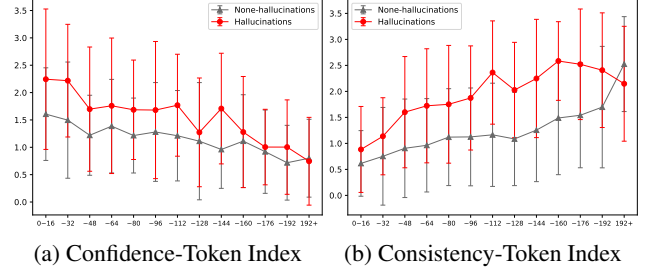 None-hallucinations
Hallucinations
3.5
3.0
2.5
2.0
1.5
1.0
0.5
0.0
0~16 ~32 ~48 ~64 ~80 ~96 ~112 ~128 ~144 ~160 ~176 ~192 192+
(a) Confidence-Token Index
None-hallucinations
Hallucinations
3.5
3.0
2.5
2.0
1.5
1.0
0.5
0.0
0~16 ~32 ~48 ~64 ~80 ~96 ~112 ~128 ~144 ~160 ~176 ~192 192+
(b) Consistency-Token Index